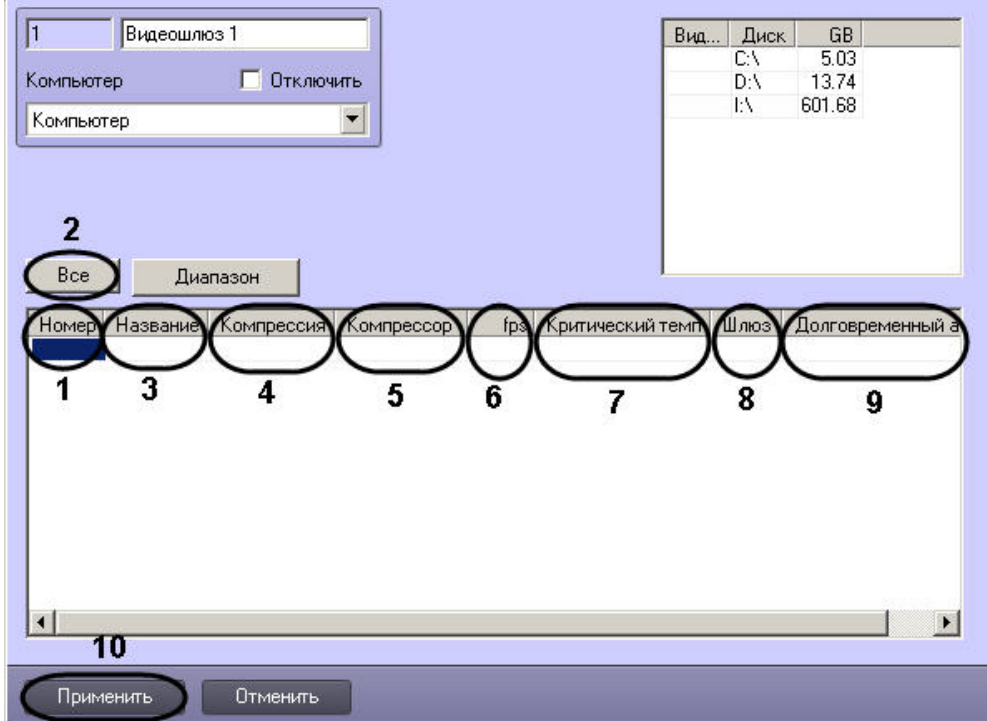 1 Видеошлюз 1
Компьютер Отключить
Компьютер
Вид... Диск GB
C:\ 5.03
D:\ 13.74
I:\ 601.68
2
Все Диапазон
Номер Название Компрессия Компрессор fps Критический темп Шлюз Долговременный а
1 3 4 5 6 7 8 9
10
Применить Отменить